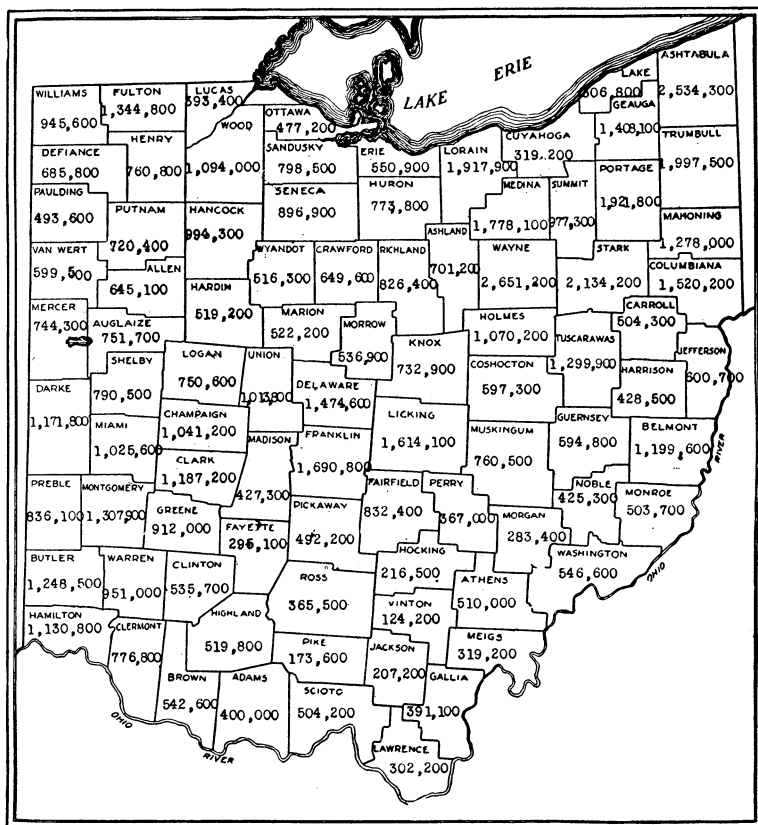 LAKE ERIE
WILLIAMS
945,600
FULTON
1,344,800
LUCAS
393,400
OTTAWA
477,200
LAKE
306,800
ASHTABULA
2,534,300
GEAUGA
1,408,100
CUYAHOGA
319,200
DEFIANCE
685,800
HENRY
760,800
WOOD
1,094,000
SANDUSKY
798,500
ERIE
550,900
LORAIN
1,917,900
TRUMBULL
1,997,500
PAULDING
493,600
PUTNAM
720,400
HANCOCK
994,300
SENECA
896,900
HURON
773,800
MEDINA
1,778,100
SUMMIT
977,300
PORTAGE
1,921,800
MAHONING
1,278,000
VAN WERT
599,500
ALLEN
645,100
HARDIN
519,200
WYANDOT
516,300
CRAWFORD
649,600
RICHLAND
826,400
ASHLAND
701,200
WAYNE
2,651,200
STARK
2,134,200
COLUMBIANA
1,520,200
MERCER
744,300
AUGLAIZE
751,700
MARION
522,200
MORROW
536,900
KNOX
732,900
HOLMES
1,070,200
TUSCARAWAS
1,299,900
CARROLL
504,300
JEFFERSON
600,700
SHELBY
790,500
LOGAN
750,600
UNION
1,013,800
DELAWARE
1,474,600
COSHOCTON
597,300
HARRISON
428,500
DARKE
1,171,800
MIAMI
1,025,600
CHAMPAIGN
1,041,200
LICKING
1,614,100
MUSKINGUM
760,500
GUERNSEY
594,800
BELMONT
1,199,600
CLARK
1,187,200
MADISON
427,300
FRANKLIN
1,690,800
PREBLE
836,100
MONTGOMERY
1,307,900
GREENE
912,000
FAYETTE
296,100
PICKAWAY
492,200
FAIRFIELD
832,400
PERRY
367,000
MORGAN
283,400
NOBLE
425,300
MONROE
503,700
BUTLER
1,248,500
WARREN
951,000
CLINTON
535,700
ROSS
365,500
HOCKING
216,500
ATHENS
510,000
WASHINGTON
546,600
HAMILTON
1,130,800
CLERMONT
776,800
HIGHLAND
519,800
PIKE
173,600
VINTON
124,200
MEIGS
319,200
BROWN
542,600
ADAMS
400,000
SCIOTO
504,200
JACKSON
207,200
GALLIA
391,100
LAWRENCE
302,200
OHIO RIVER
OHIO RIVER